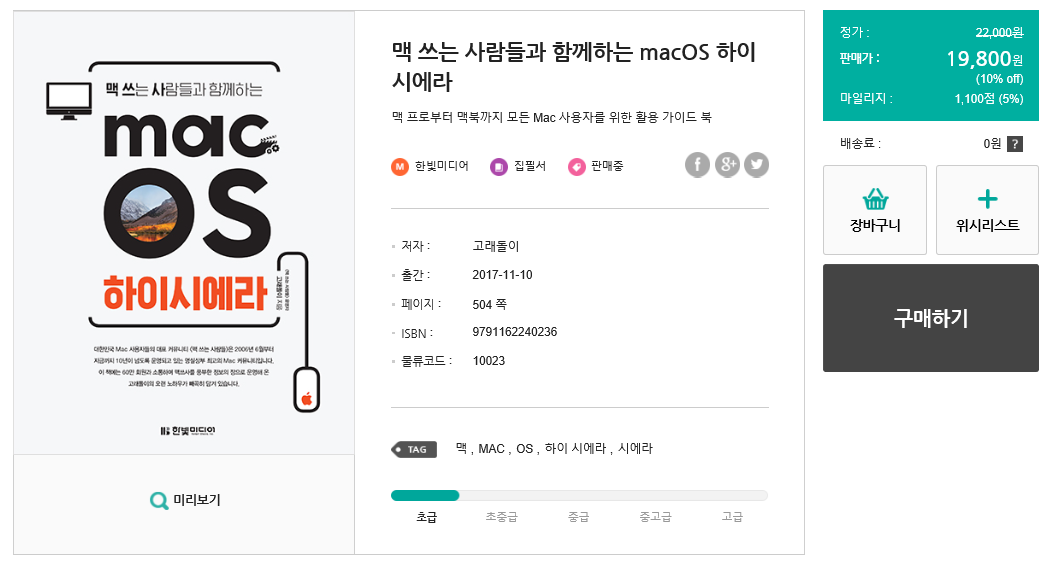 맥 쓰는 사람들과 함께하는
mac
OS
하이시에라
고래돌이 지음
대한민국 Mac 사용자들의 대표 커뮤니티 《맥 쓰는 사람들》은 2006년 6월부터
지금까지 10년이 넘도록 운영되고 있는 명실상부 최고의 Mac 커뮤니티입니다.
이 책에는 60만 회원과 소통하며 맥쓰사를 풍부한 정보의 장으로 운영해 온
고래돌이의 오랜 노하우가 빼곡히 담겨 있습니다.
한빛미디어
미리보기
맥 쓰는 사람들과 함께하는 macOS 하이
시에라
맥 프로부터 맥북까지 모든 Mac 사용자를 위한 활용 가이드 북
M 한빛미디어 집필서 판매중
f g+
저자 : 고래돌이
출간 : 2017-11-10
페이지 : 504 쪽
ISBN : 9791162240236
물류코드 : 10023
TAG 맥 , MAC , OS , 하이 시에라 , 시에라
초급 초중급 중급 중고급 고급
정가 : 22,000원
판매가 : 19,800원
(10% off)
마일리지 : 1,100점 (5%)
배송료 : 0원 ?
장바구니 위시리스트
구매하기